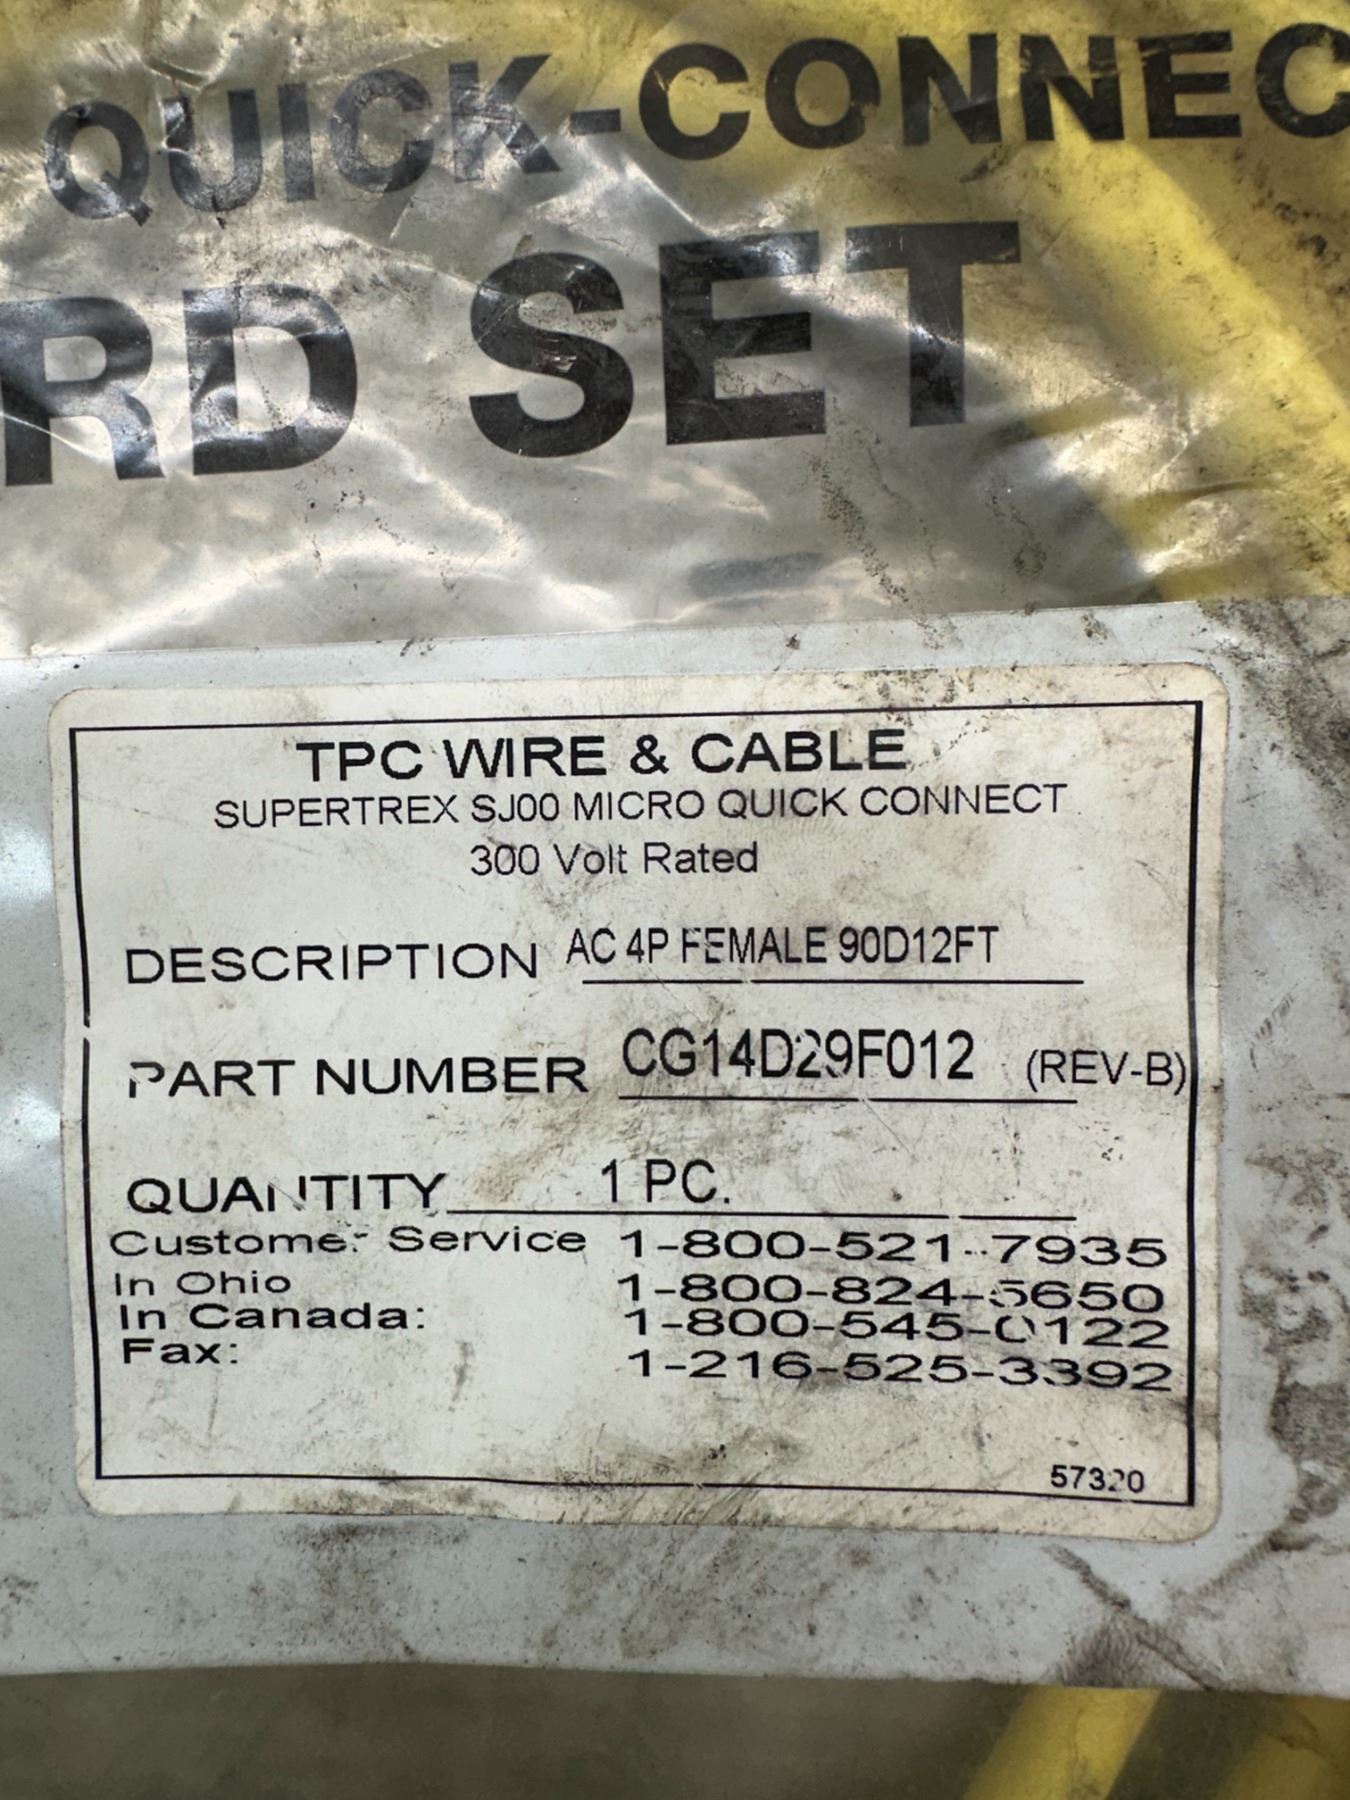 QUICK-CONNEC
RD SET
TPC WIRE & CABLE
SUPERTREX SJ00 MICRO QUICK CONNECT
300 Volt Rated
DESCRIPTION AC 4P FEMALE 90D12FT
PART NUMBER CG14D29F012 (REV-B)
QUANTITY 1 PC.
Customer Service 1-800-521-7935
In Ohio 1-800-824-5650
In Canada: 1-800-545-0122
Fax: 1-216-525-3392
57320